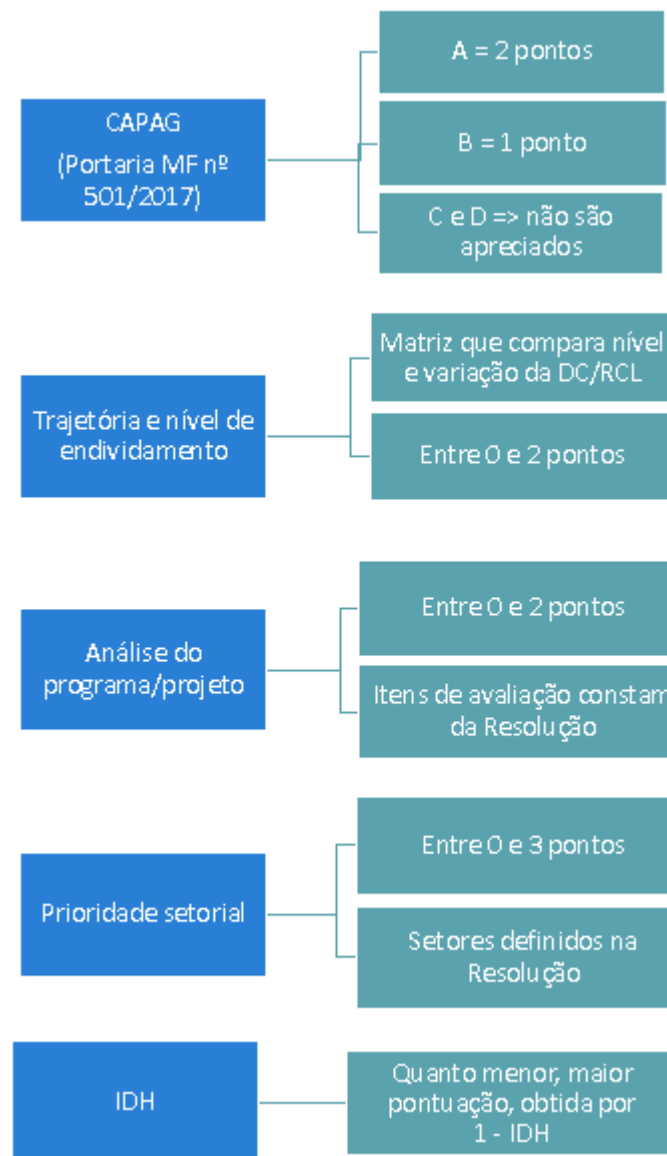 CAPAG
(Portaria MF nº
501/2017)
A = 2 pontos
B = 1 ponto
C e D => não são
apreciados
Trajetória e nível de
endividamento
Matriz que compara nível
e variação da DC/RCL
Entre 0 e 2 pontos
Análise do
programa/projeto
Entre 0 e 2 pontos
Itens de avaliação constam
da Resolução
Prioridade setorial
Entre 0 e 3 pontos
Setores definidos na
Resolução
IDH
Quanto menor, maior
pontuação, obtida por
1 - IDH